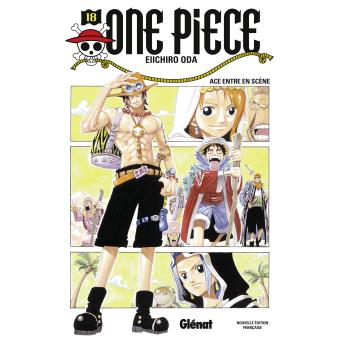 18
ONE PIECE
EIICHIRO ODA
ACE ENTRE EN SCÈNE
Glénat
NOUVELLE ÉDITION
FRANÇAISE